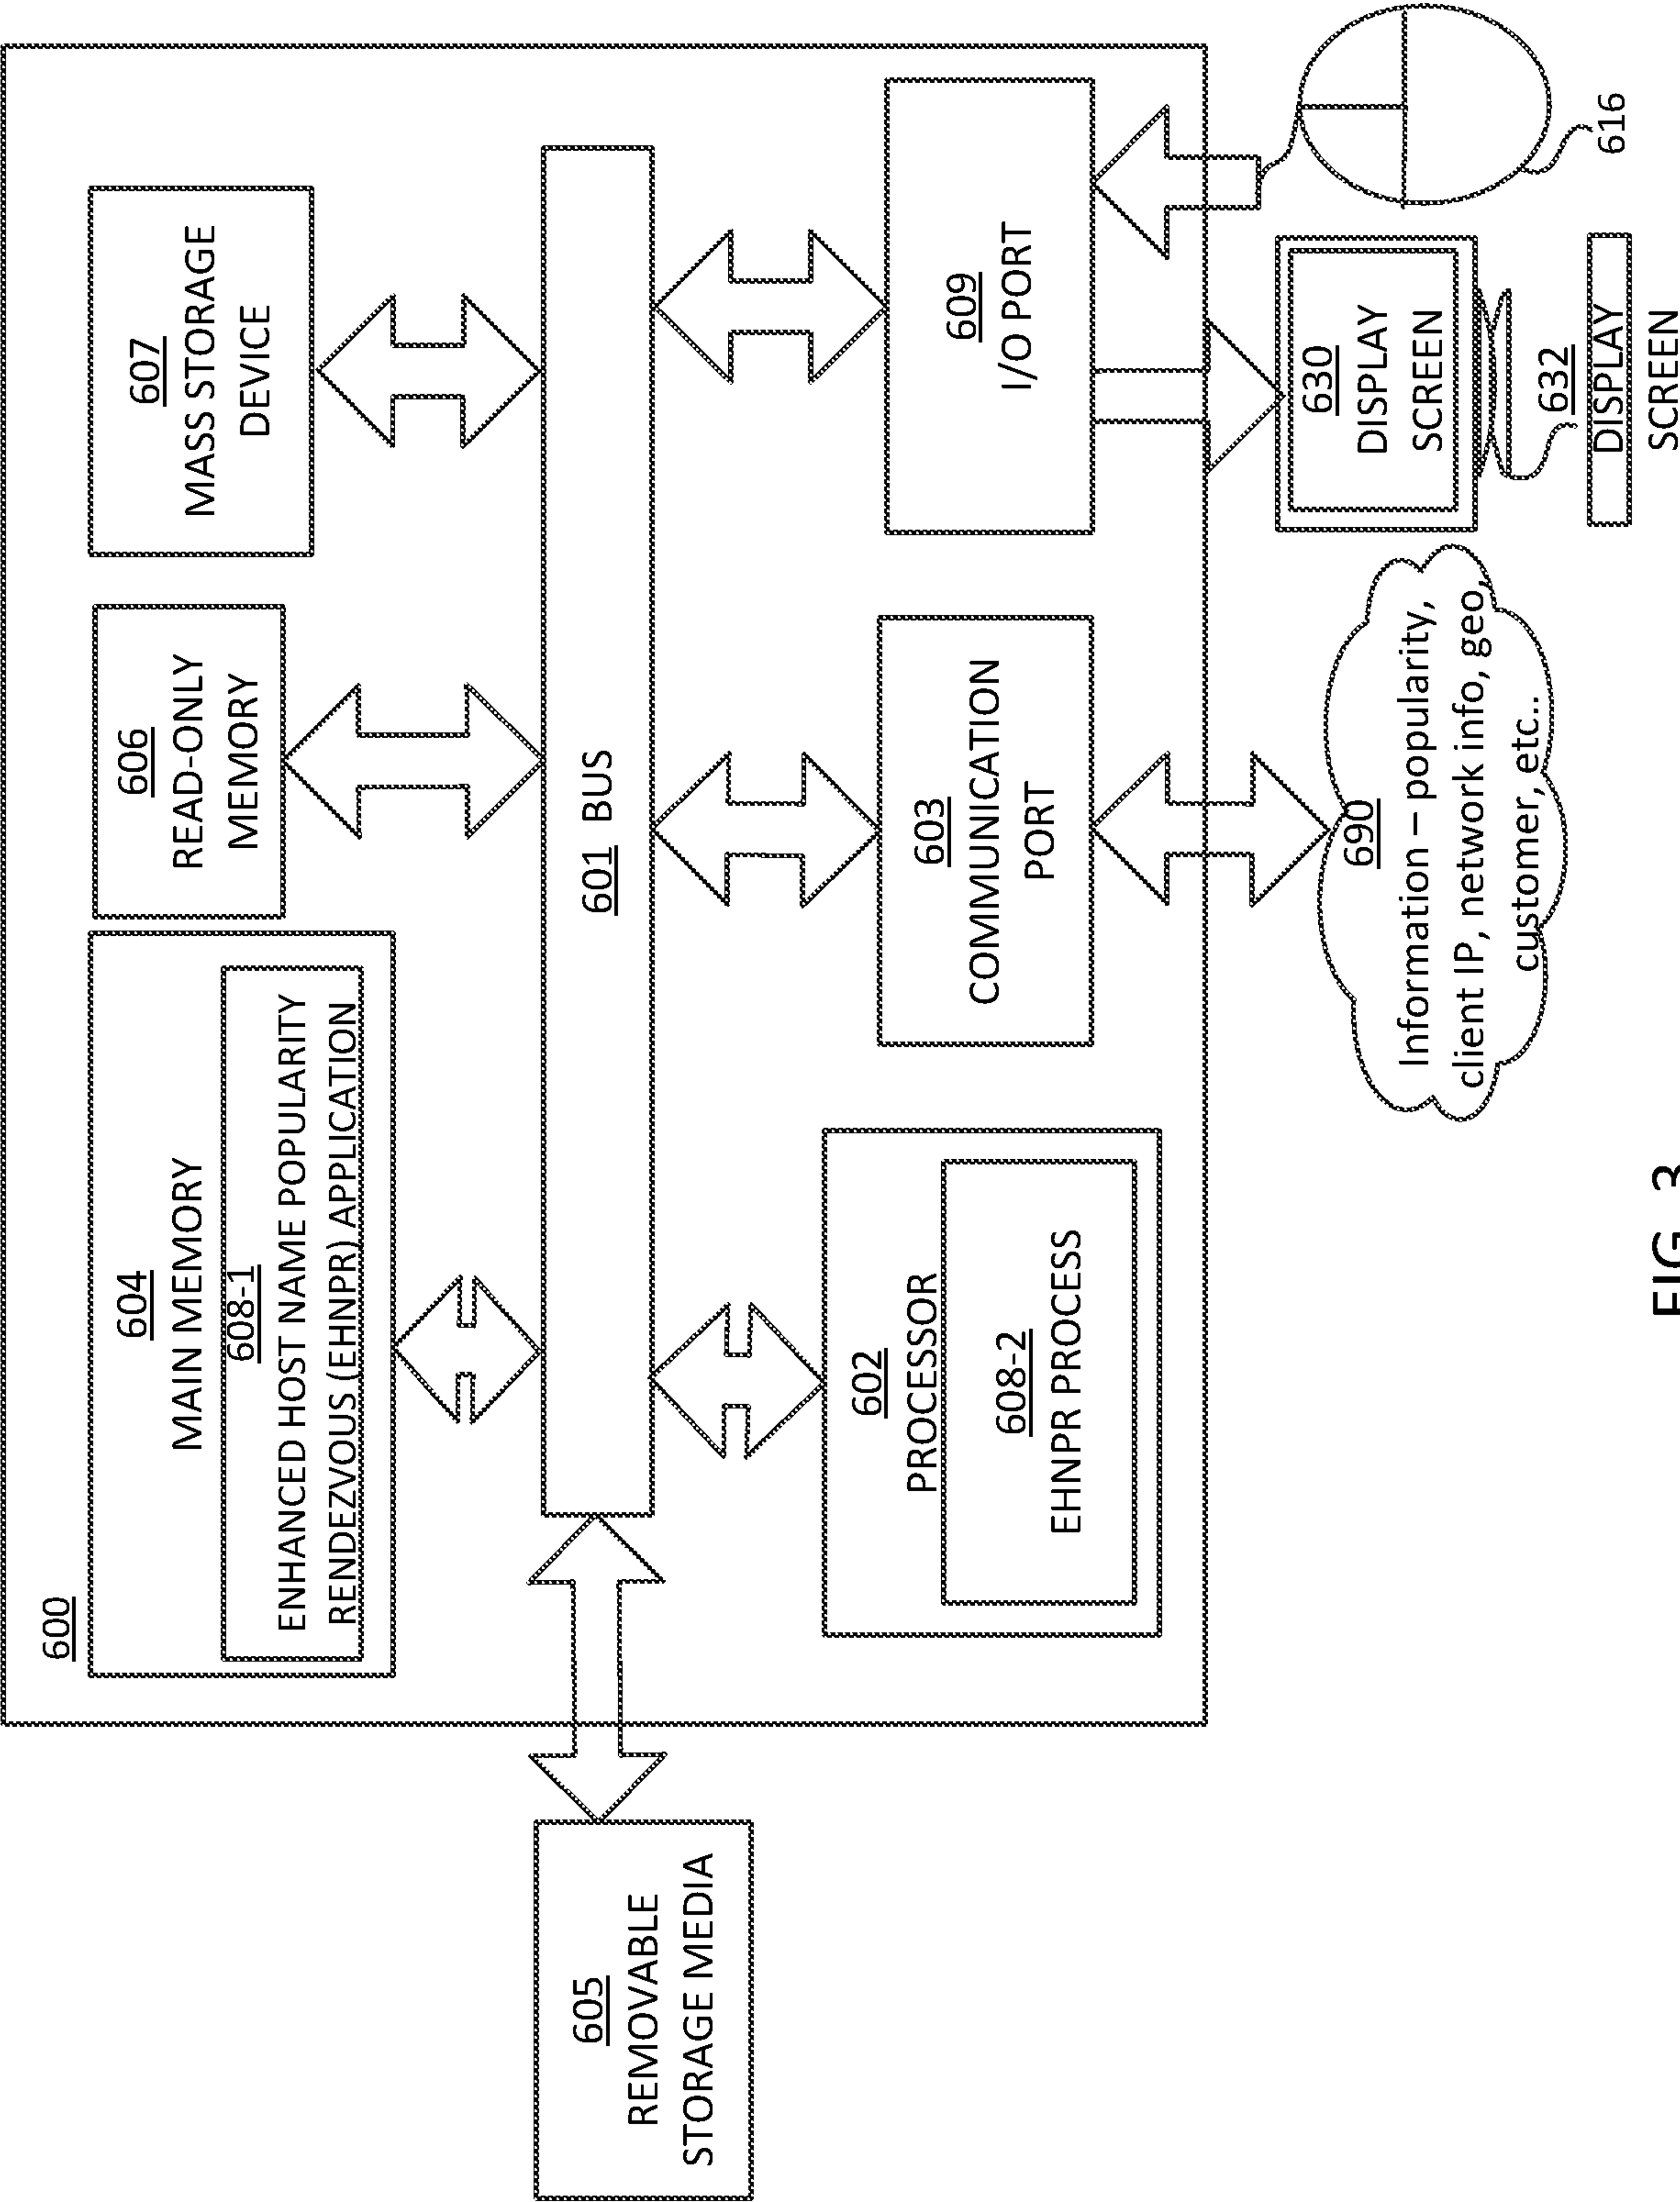 600
604
MAIN MEMORY
608-1
ENHANCED HOST NAME POPULARITY
RENDEZVOUS (EHNPR) APPLICATION
606
READ-ONLY
MEMORY
607
MASS STORAGE
DEVICE
605
REMOVABLE
STORAGE MEDIA
601 BUS
602
PROCESSOR
608-2
EHNPR PROCESS
603
COMMUNICATION
PORT
609
I/O PORT
690
Information – popularity,
client IP, network info, geo,
customer, etc..
630
DISPLAY
SCREEN
632
DISPLAY
SCREEN
616
FIG. 3